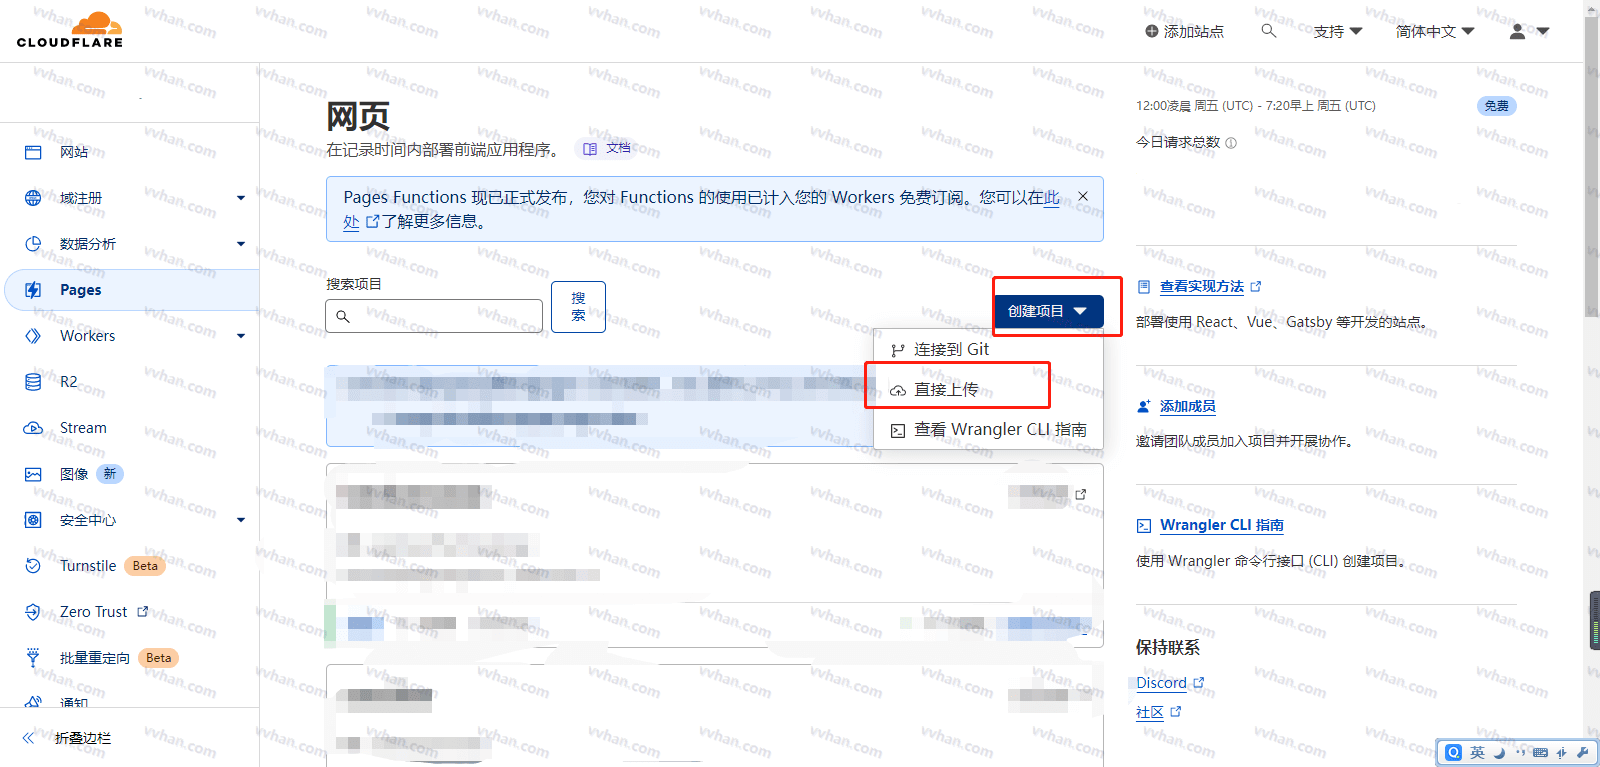 CLOUDFLARE
添加站点
支持
简体中文
网站
域注册
数据分析
Pages
Workers
R2
Stream
图像 新
安全中心
Turnstile Beta
Zero Trust
批量重定向 Beta
通知
折叠边栏
网页
在记录时间内部署前端应用程序。 文档
Pages Functions 现已正式发布，您对 Functions 的使用已计入您的 Workers 免费订阅。您可以在此
处 了解更多信息。
搜索项目
搜
索
创建项目
连接到 Git
直接上传
查看 Wrangler CLI 指南
12:00凌晨 周五 (UTC) - 7:20早上 周五 (UTC) 免费
今日请求总数
查看实现方法
部署使用 React、Vue、Gatsby 等开发的站点。
添加成员
邀请团队成员加入项目并开展协作。
Wrangler CLI 指南
使用 Wrangler 命令行接口 (CLI) 创建项目。
保持联系
Discord
社区
英
vvhan.com